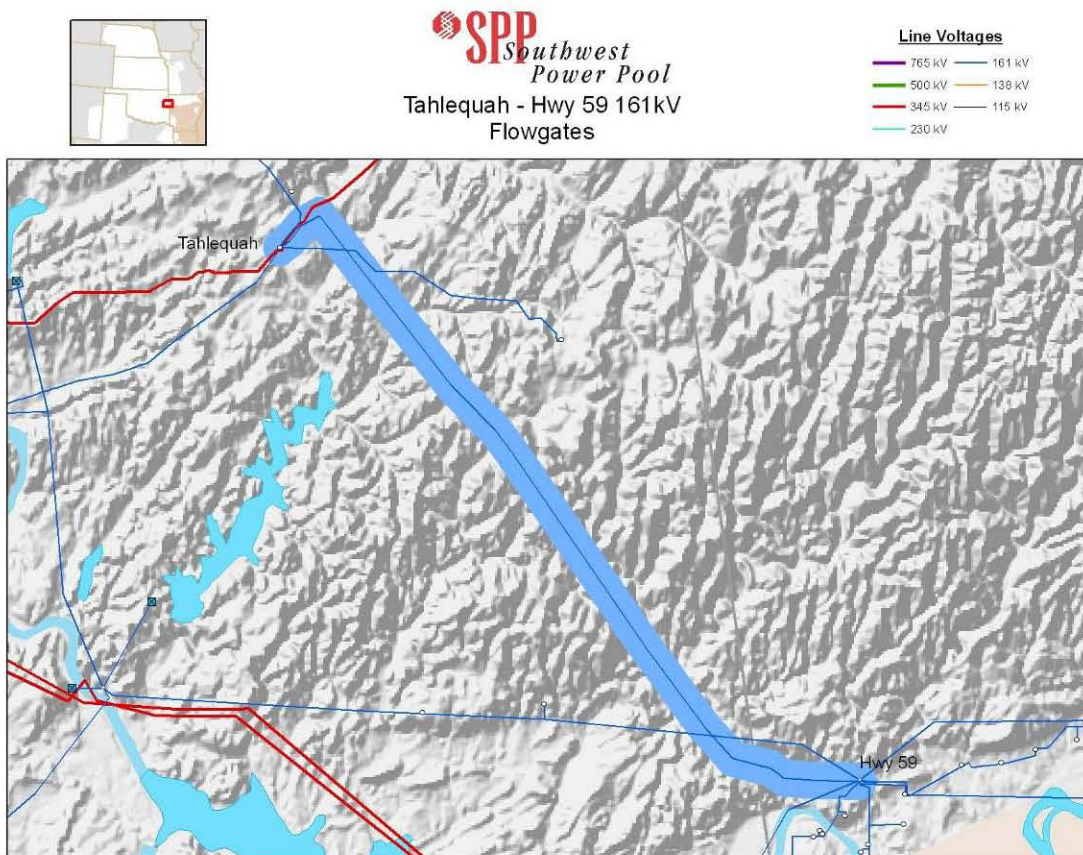 SPP
Southwest
Power Pool
Tahlequah - Hwy 59 161kV
Flowgates
Line Voltages
765 kV
161 kV
500 kV
138 kV
345 kV
115 kV
230 kV
Tahlequah
Hwy 59